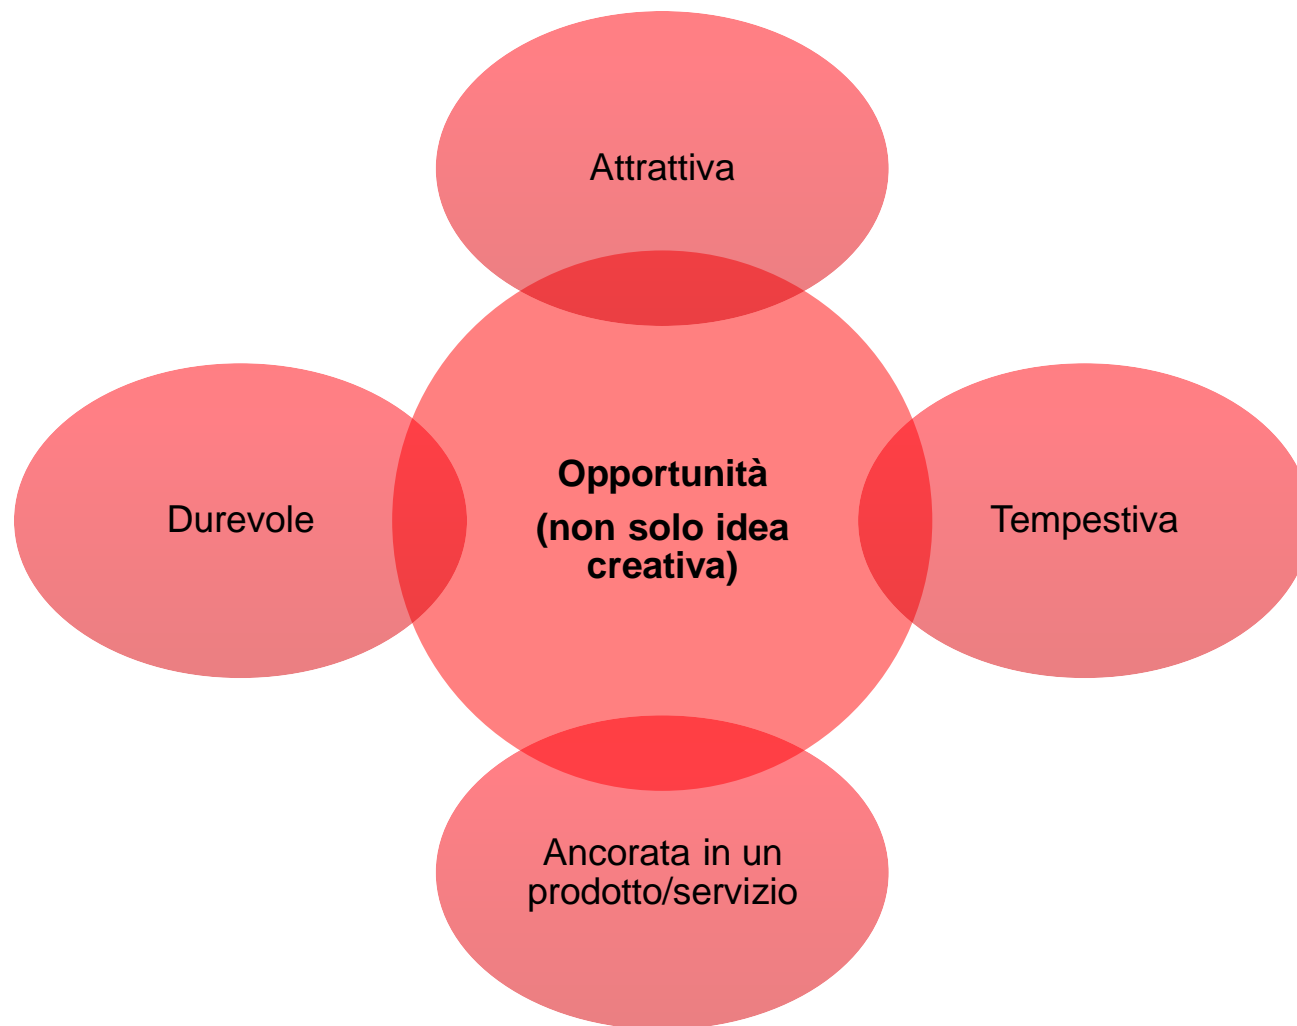 Attrattiva
Durevole
Opportunità
(non solo idea
creativa)
Tempestiva
Ancorata in un
prodotto/servizio